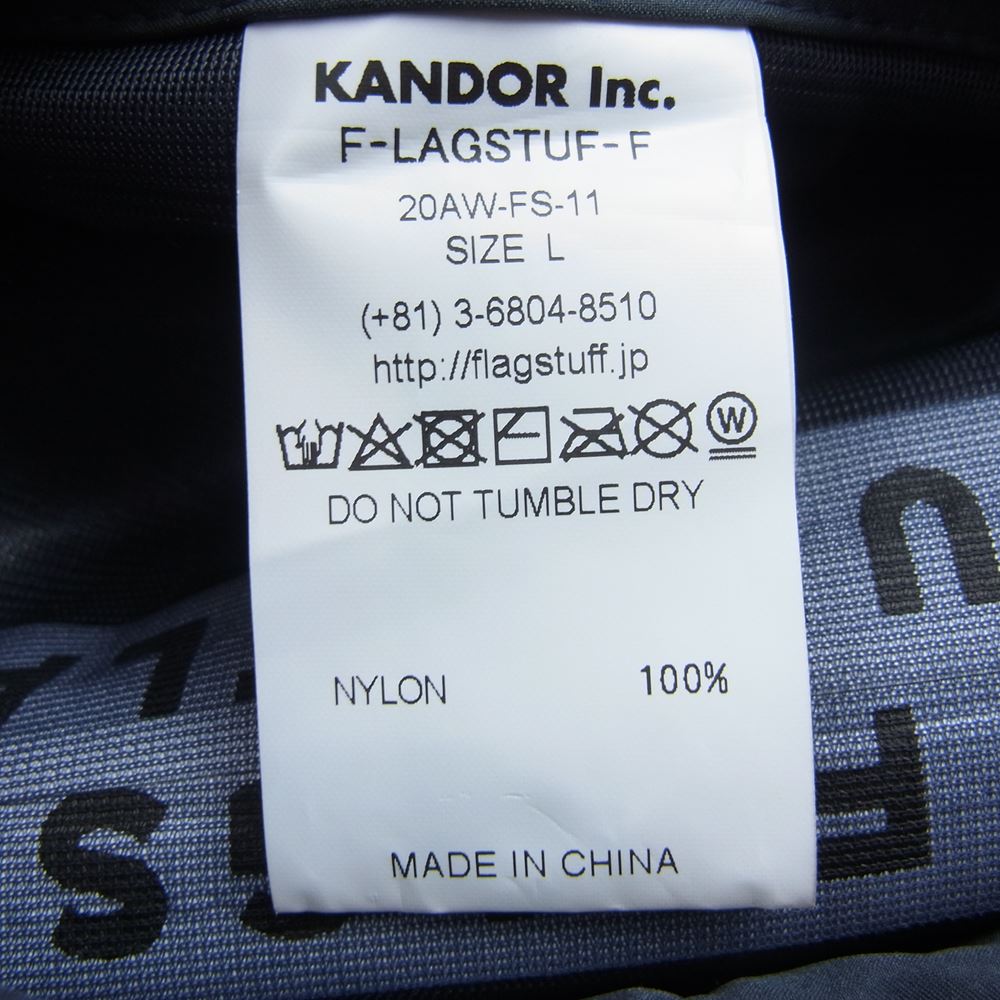 KANDOR Inc.
F-LAGSTUF-F
20AW-FS-11
SIZE L
(+81) 3-6804-8510
http://flagstuff.jp
W
DO NOT TUMBLE DRY
NYLON 100%
MADE IN CHINA